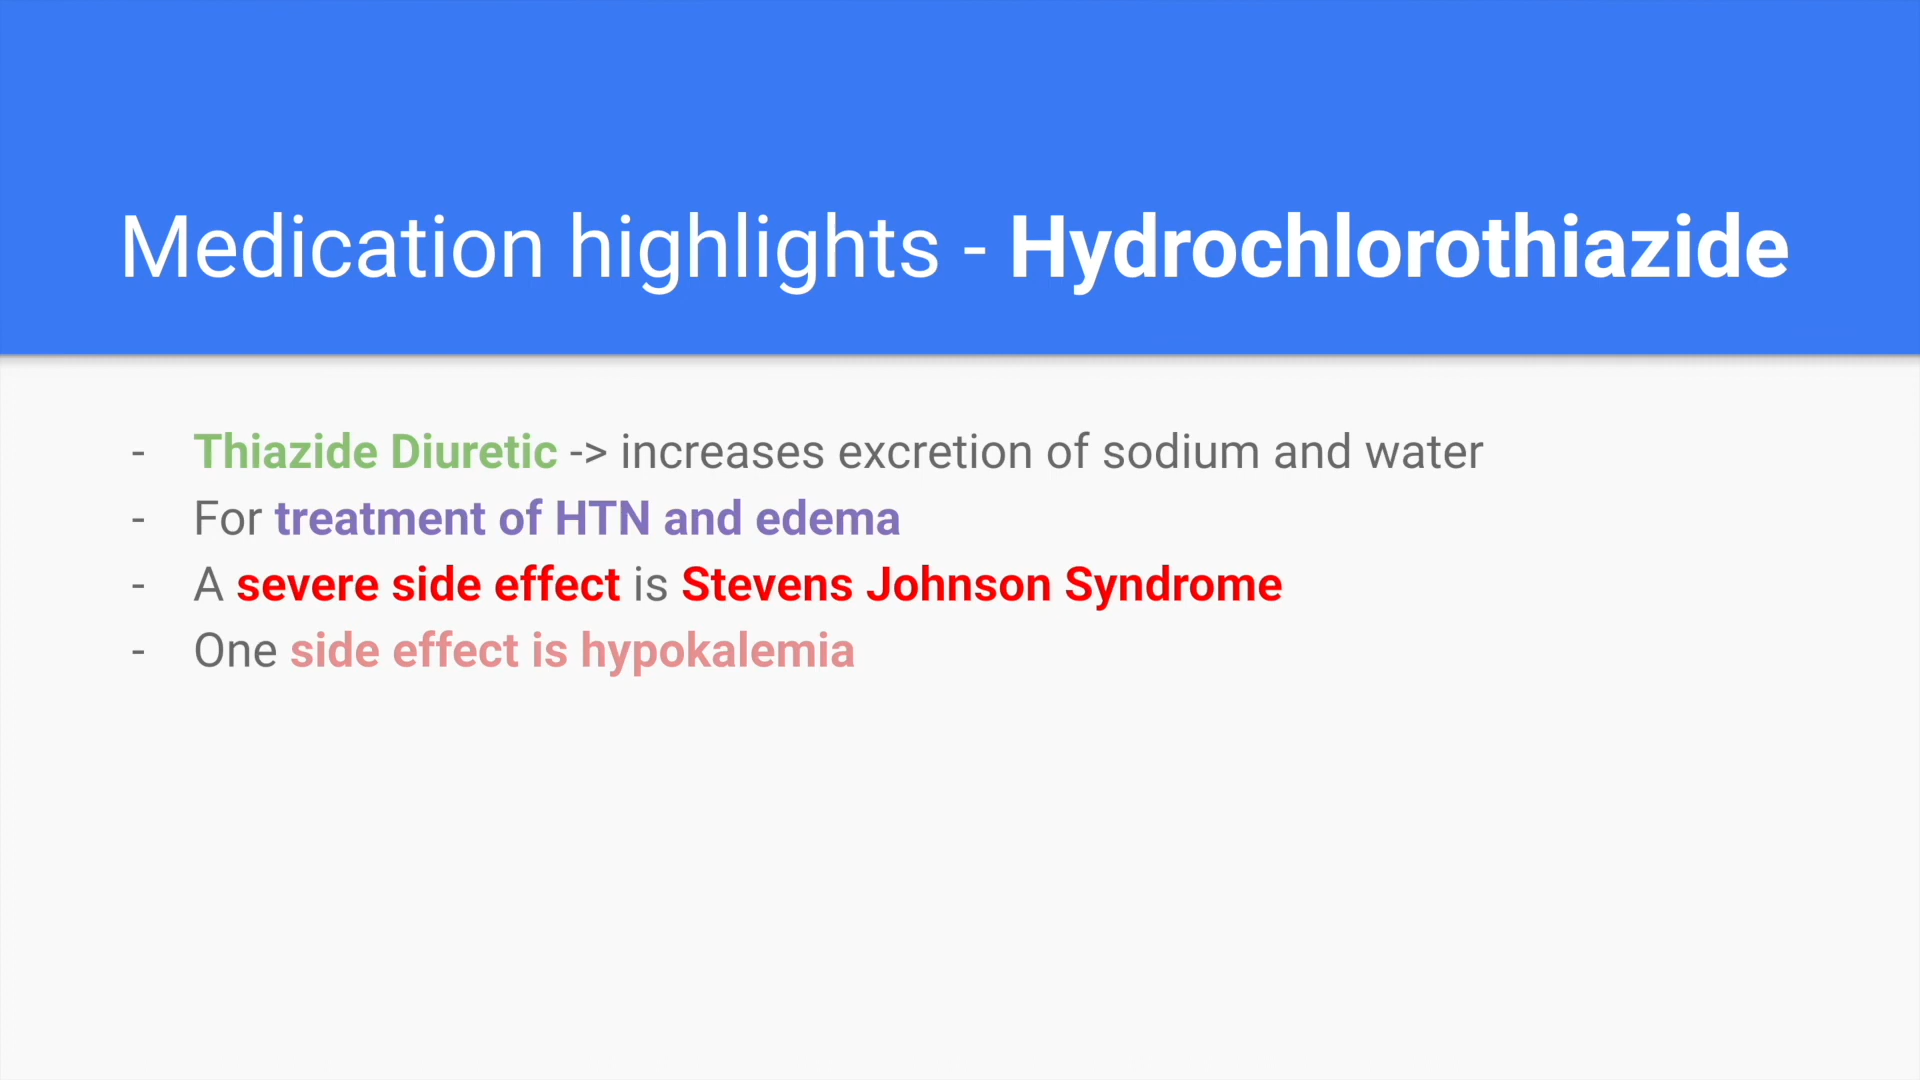 Medication highlights - Hydrochlorothiazide
- Thiazide Diuretic -> increases excretion of sodium and water
- For treatment of HTN and edema
- A severe side effect is Stevens Johnson Syndrome
- One side effect is hypokalemia